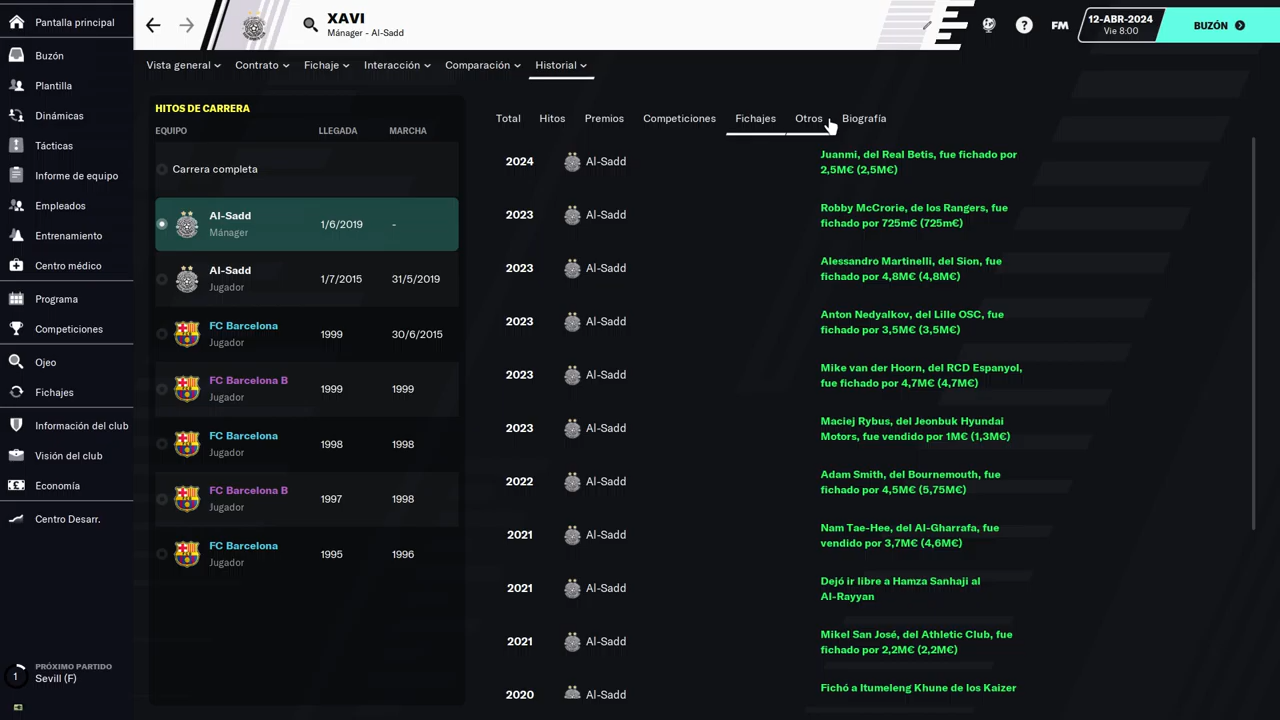 XAVI
Mánager - Al-Sadd
FM
12-ABR-2024
Vie 8:00
BUZÓN
Pantalla principal
Buzón
Plantilla
Dinámicas
Tácticas
Informe de equipo
Empleados
Entrenamiento
Centro médico
Programa
Competiciones
Ojeo
Fichajes
Información del club
Visión del club
Economía
Centro Desarr.
1
PRÓXIMO PARTIDO
Sevill (F)
Vista general
Contrato
Fichaje
Interacción
Comparación
Historial
HITOS DE CARRERA
EQUIPO LLEGADA MARCHA
Carrera completa
Al-Sadd
Mánager
1/6/2019 -
Al-Sadd
Jugador
1/7/2015 31/5/2019
FC Barcelona
Jugador
1999 30/6/2015
FC Barcelona B
Jugador
1999 1999
FC Barcelona
Jugador
1998 1998
FC Barcelona B
Jugador
1997 1998
FC Barcelona
Jugador
1995 1996
Total Hitos Premios Competiciones Fichajes Otros Biografía
2024 Al-Sadd
Juanmi, del Real Betis, fue fichado por
2,5M€ (2,5M€)
2023 Al-Sadd
Robby McCrorie, de los Rangers, fue
fichado por 725m€ (725m€)
2023 Al-Sadd
Alessandro Martinelli, del Sion, fue
fichado por 4,8M€ (4,8M€)
2023 Al-Sadd
Anton Nedyalkov, del Lille OSC, fue
fichado por 3,5M€ (3,5M€)
2023 Al-Sadd
Mike van der Hoorn, del RCD Espanyol,
fue fichado por 4,7M€ (4,7M€)
2023 Al-Sadd
Maciej Rybus, del Jeonbuk Hyundai
Motors, fue vendido por 1M€ (1,3M€)
2022 Al-Sadd
Adam Smith, del Bournemouth, fue
fichado por 4,5M€ (5,75M€)
2021 Al-Sadd
Nam Tae-Hee, del Al-Gharrafa, fue
vendido por 3,7M€ (4,6M€)
2021 Al-Sadd
Dejó ir libre a Hamza Sanhaji al
Al-Rayyan
2021 Al-Sadd
Mikel San José, del Athletic Club, fue
fichado por 2,2M€ (2,2M€)
2020 Al-Sadd
Fichó a Itumeleng Khune de los Kaizer